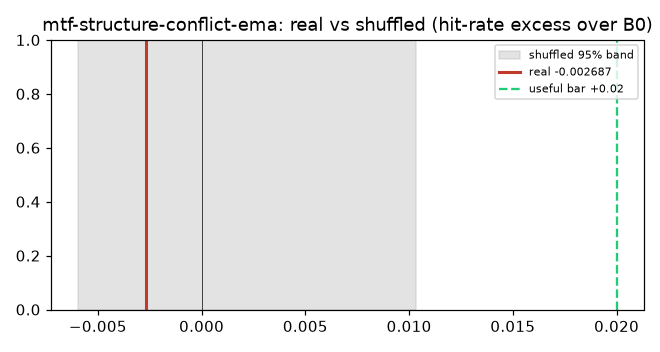 mtf-structure-conflict-ema: real vs shuffled (hit-rate excess over B0)
shuffled 95% band
real -0.002687
useful bar +0.02
1.0
0.8
0.6
0.4
0.2
0.0
−0.005 0.000 0.005 0.010 0.015 0.020